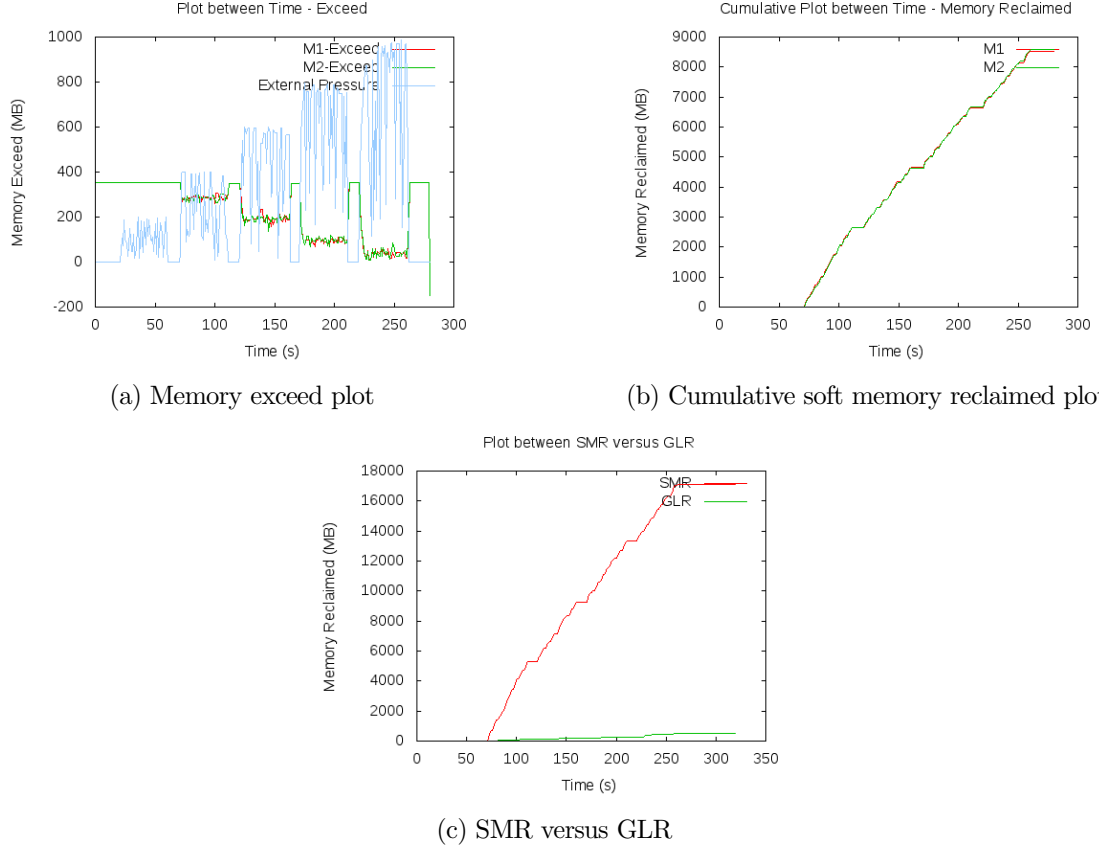 Plot between Time - Exceed
Memory Exceed (MB)
1000
800
600
400
200
0
-200
M1-Exceed
M2-Exceed
External Pressure
0 50 100 150 200 250 300
Time (s)
(a) Memory exceed plot
Cumulative Plot between Time - Memory Reclaimed
Memory Reclaimed (MB)
9000
8000
7000
6000
5000
4000
3000
2000
1000
0
M1
M2
0 50 100 150 200 250 300
Time (s)
(b) Cumulative soft memory reclaimed plot
Plot between SMR versus GLR
Memory Reclaimed (MB)
18000
16000
14000
12000
10000
8000
6000
4000
2000
0
SMR
GLR
0 50 100 150 200 250 300 350
Time (s)
(c) SMR versus GLR